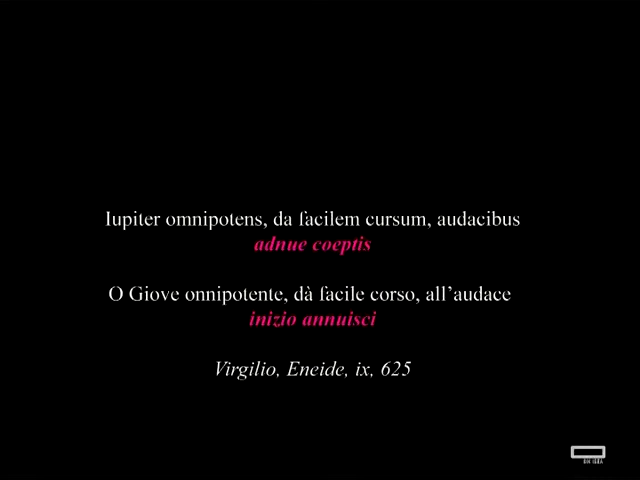 Iupiter omnipotens, da facilem cursum, audacibus
adnue coeptis
O Giove onnipotente, dà facile corso, all'audace
inizio annuisci
Virgilio, Eneide, ix, 625